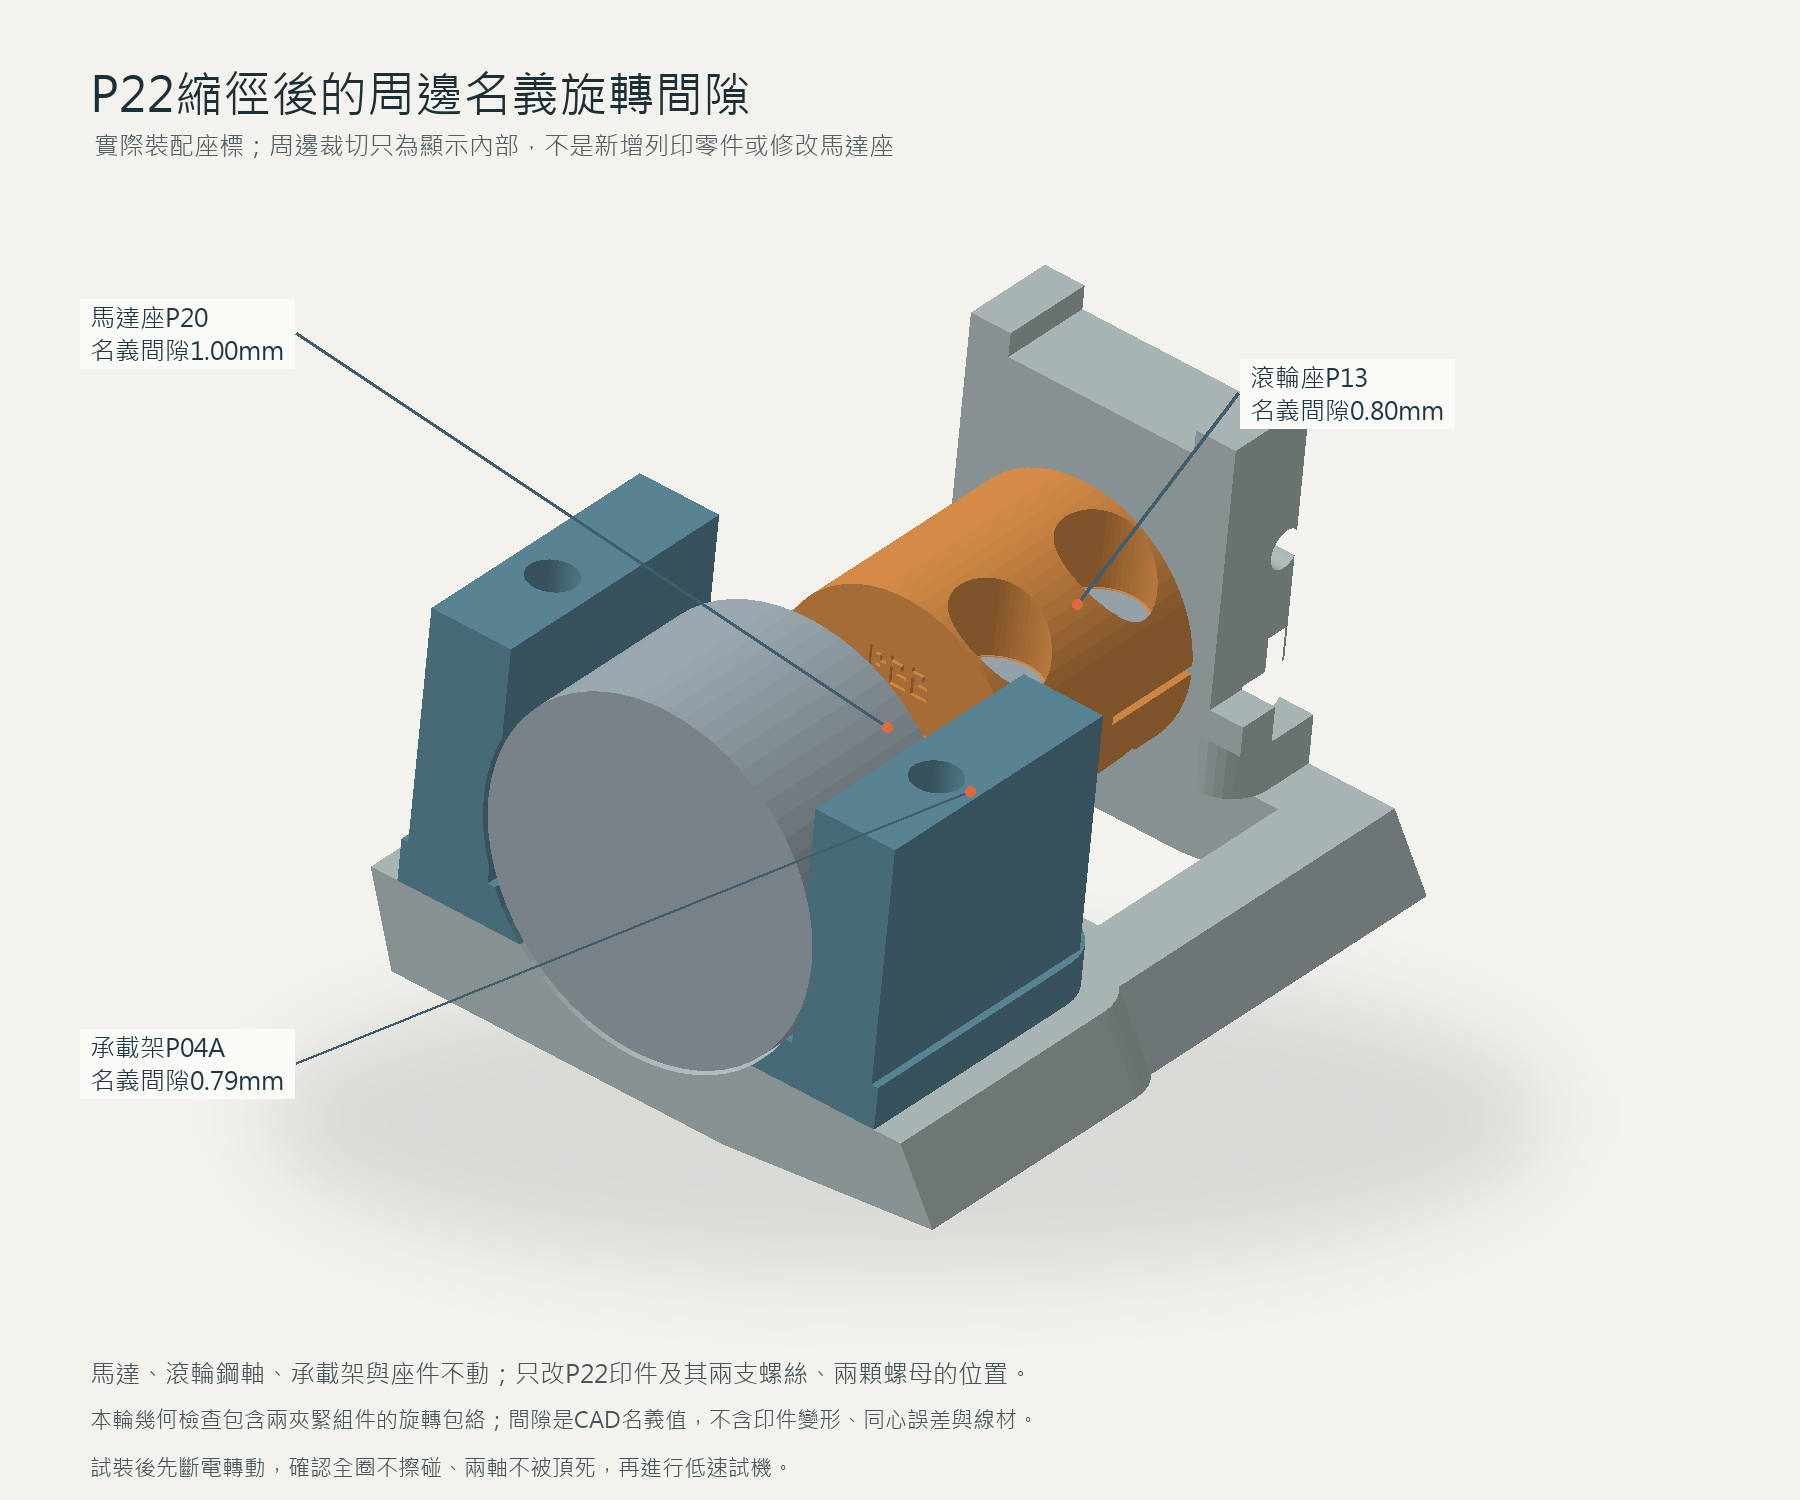 P22縮徑後的周邊名義旋轉間隙
實際裝配座標；周邊裁切只為顯示內部，不是新增列印零件或修改馬達座
馬達座P20
名義間隙1.00mm
滾輪座P13
名義間隙0.80mm
P22
承載架P04A
名義間隙0.79mm
馬達、滾輪鋼軸、承載架與座件不動；只改P22印件及其兩支螺絲、兩顆螺母的位置。
本輪幾何檢查包含兩夾緊組件的旋轉包絡；間隙是CAD名義值，不含印件變形、同心誤差與線材。
試裝後先斷電轉動，確認全圈不擦碰、兩軸不被頂死，再進行低速試機。